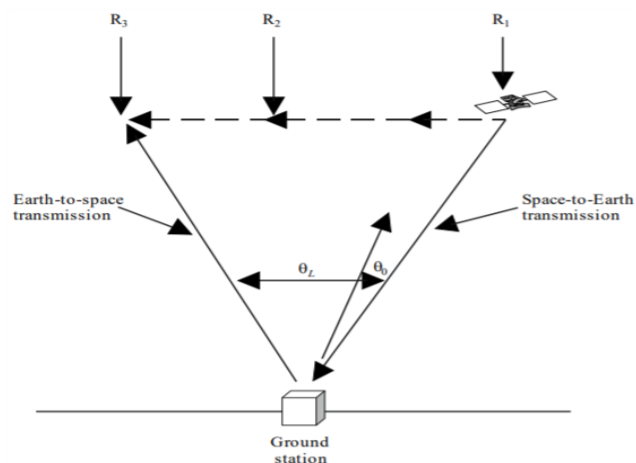 R3
R2
R1
Earth-to-space
transmission
Space-to-Earth
transmission
θL
θ0
Ground
station